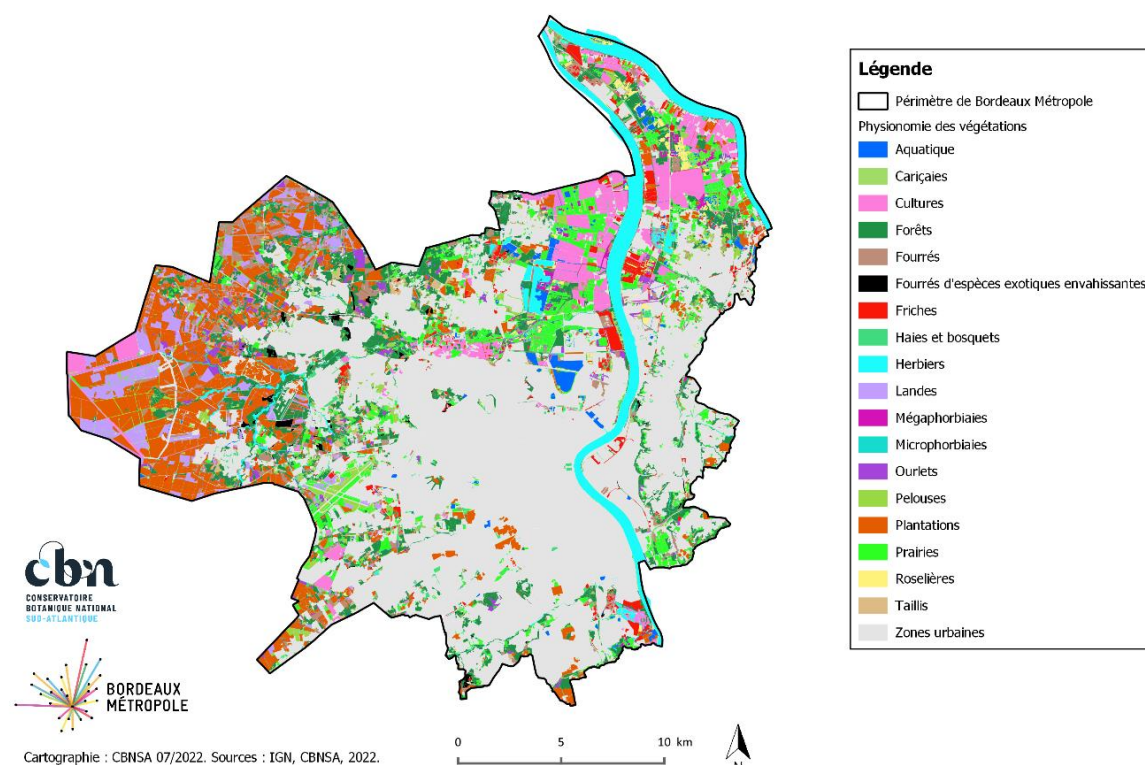 Légende
Périmètre de Bordeaux Métropole
Physionomie des végétations
Aquatique
Cariçaies
Cultures
Forêts
Fourrés
Fourrés d'espèces exotiques envahissantes
Friches
Haies et bosquets
Herbiers
Landes
Mégaphorbiaies
Microphorbiaies
Ourlets
Pelouses
Plantations
Prairies
Roselières
Taillis
Zones urbaines
cbn
CONSERVATOIRE
BOTANIQUE NATIONAL
SUD-ATLANTIQUE
BORDEAUX
MÉTROPOLE
Cartographie : CBNSA 07/2022. Sources : IGN, CBNSA, 2022.
0 5 10 km
N